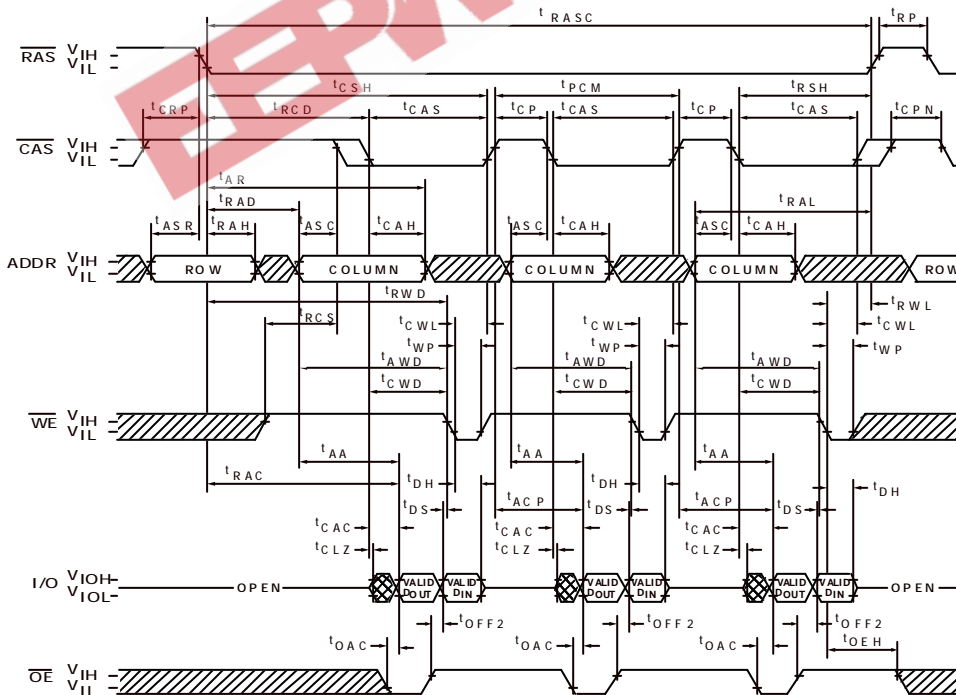 EEPW
tRASC
tRP
RAS VIH
VIL
tCSH
tPCM
tRSH
tCRP
tRCD
tCAS
tCP
tCAS
tCP
tCAS
tCPN
CAS VIH
VIL
tAR
tRAD
tRAL
tASR
tRAH
tASC
tCAH
tASC
tCAH
tASC
tCAH
ADDR VIH
VIL
ROW
COLUMN
COLUMN
COLUMN
ROW
tRWD
tRWL
tRCS
tCWL
tCWL
tCWL
tWP
tWP
tWP
tAWD
tAWD
tAWD
tCWD
tCWD
tCWD
WE VIH
VIL
tAA
tAA
tAA
tRAC
tDH
tDH
tDH
tACP
tACP
tDS
tDS
tDS
tCAC
tCAC
tCAC
tCLZ
tCLZ
tCLZ
I/O VIOH
VIOL
OPEN
VALID DOUT
VALID DIN
VALID DOUT
VALID DIN
VALID DOUT
VALID DIN
OPEN
tOFF2
tOFF2
tOFF2
tOAC
tOAC
tOAC
tOEH
OE VIH
VIL